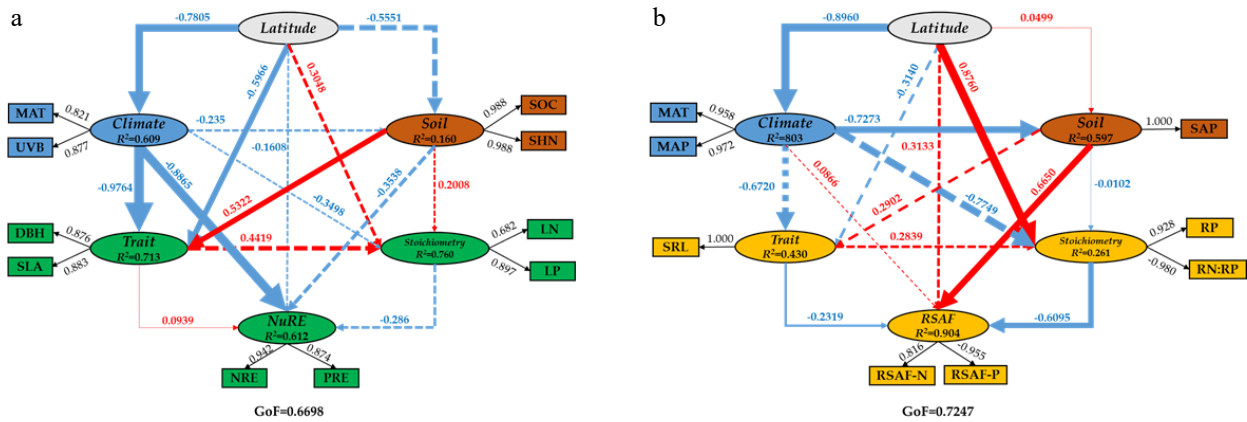 a
-0.7805
Latitude
-0.5551
-0. 5966
0.3048
MAT
0.821
UVB
0.877
Climate
R²=0.609
-0.235
-0.1608
Soil
R²=0.160
0.988
SOC
0.988
SHN
-0.9764
-0.8865
-0.3498
-0.3538
0.2008
0.5322
DBH
0.876
SLA
0.883
Trait
R²=0.713
0.4419
Stoichiometry
R²=0.760
0.682
LN
0.897
LP
0.0939
-0.286
NuRE
R²=0.612
0.942
0.874
NRE
PRE
GoF=0.6698
b
-0.8960
Latitude
0.0499
-0.3140
0.8760
MAT
0.958
MAP
0.972
Climate
R²=803
-0.7273
0.3133
Soil
R²=0.597
1.000
SAP
-0.6720
0.0866
0.6650
-0.7749
-0.0102
0.2902
SRL
1.000
Trait
R²=0.430
0.2839
Stoichiometry
R²=0.261
0.928
RP
-0.980
RN:RP
-0.2319
-0.6095
RSAF
R²=0.904
0.816
-0.955
RSAF-N
RSAF-P
GoF=0.7247